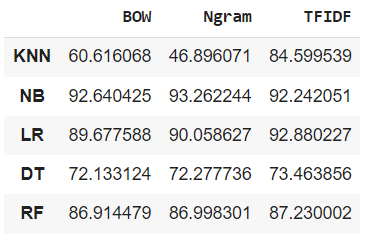 BOW Ngram TFIDF
KNN 60.616068 46.896071 84.599539
NB 92.640425 93.262244 92.242051
LR 89.677588 90.058627 92.880227
DT 72.133124 72.277736 73.463856
RF 86.914479 86.998301 87.230002